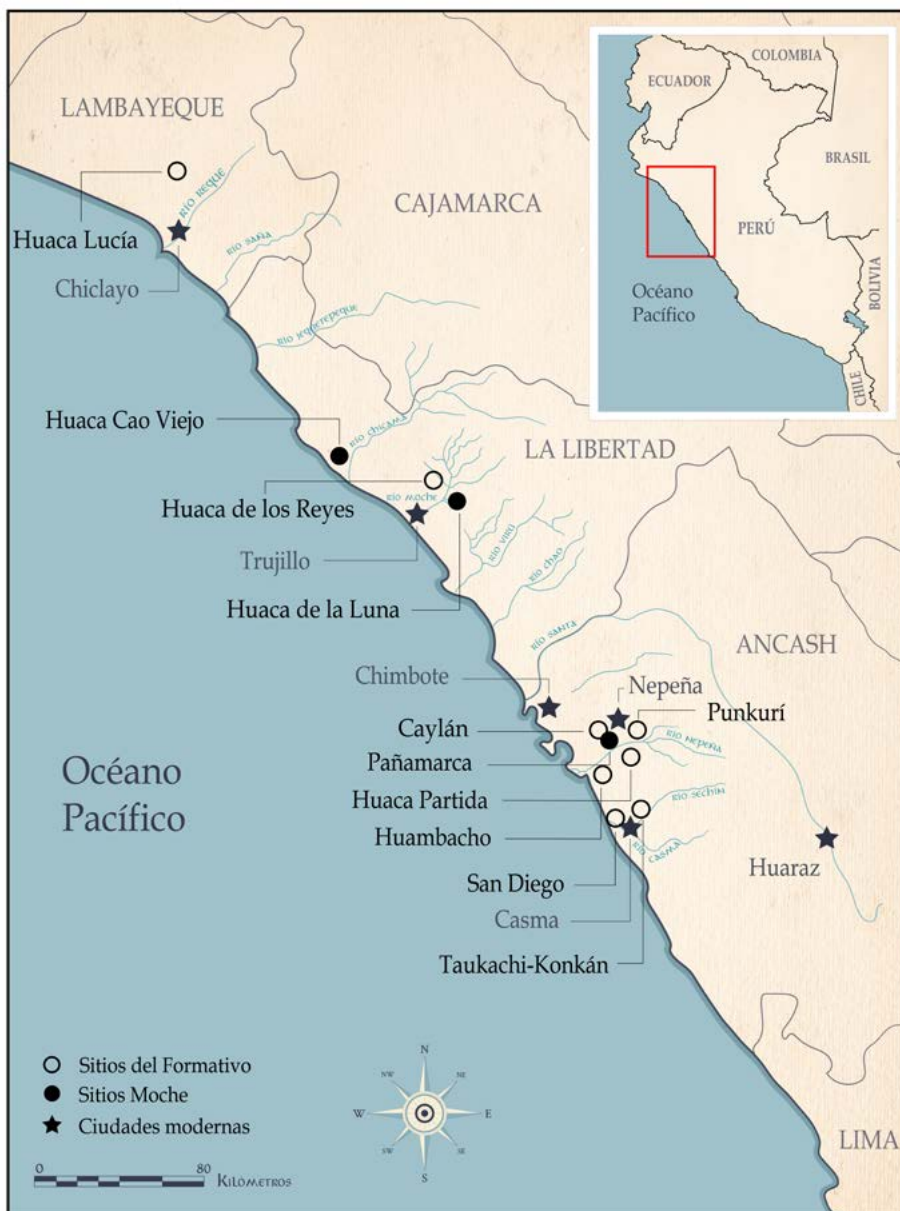 COLOMBIA
ECUADOR
BRASIL
PERÚ
Océano
Pacífico
BOLIVIA
CHILE
LAMBAYEQUE
RÍO REQUE
CAJAMARCA
Huaca Lucía
RÍO SAÑA
Chiclayo
RÍO JEQUETEPEQUE
Huaca Cao Viejo
RÍO CHICAMA
LA LIBERTAD
RÍO MOCHE
Huaca de los Reyes
RÍO VIRÚ
Trujillo
RÍO CHAO
Huaca de la Luna
RÍO SANTA
ANCASH
Chimbote
Nepeña
Punkurí
Caylán
RÍO NEPEÑA
Pañamarca
Huaca Partida
RÍO SECHIM
Huambacho
RÍO CASMA
Huaraz
San Diego
Casma
Taukachi-Konkán
Océano
Pacífico
Sitios del Formativo
Sitios Moche
Ciudades modernas
0 80
KILÓMETROS
N
NW NE
W E
SW SE
S
LIMA